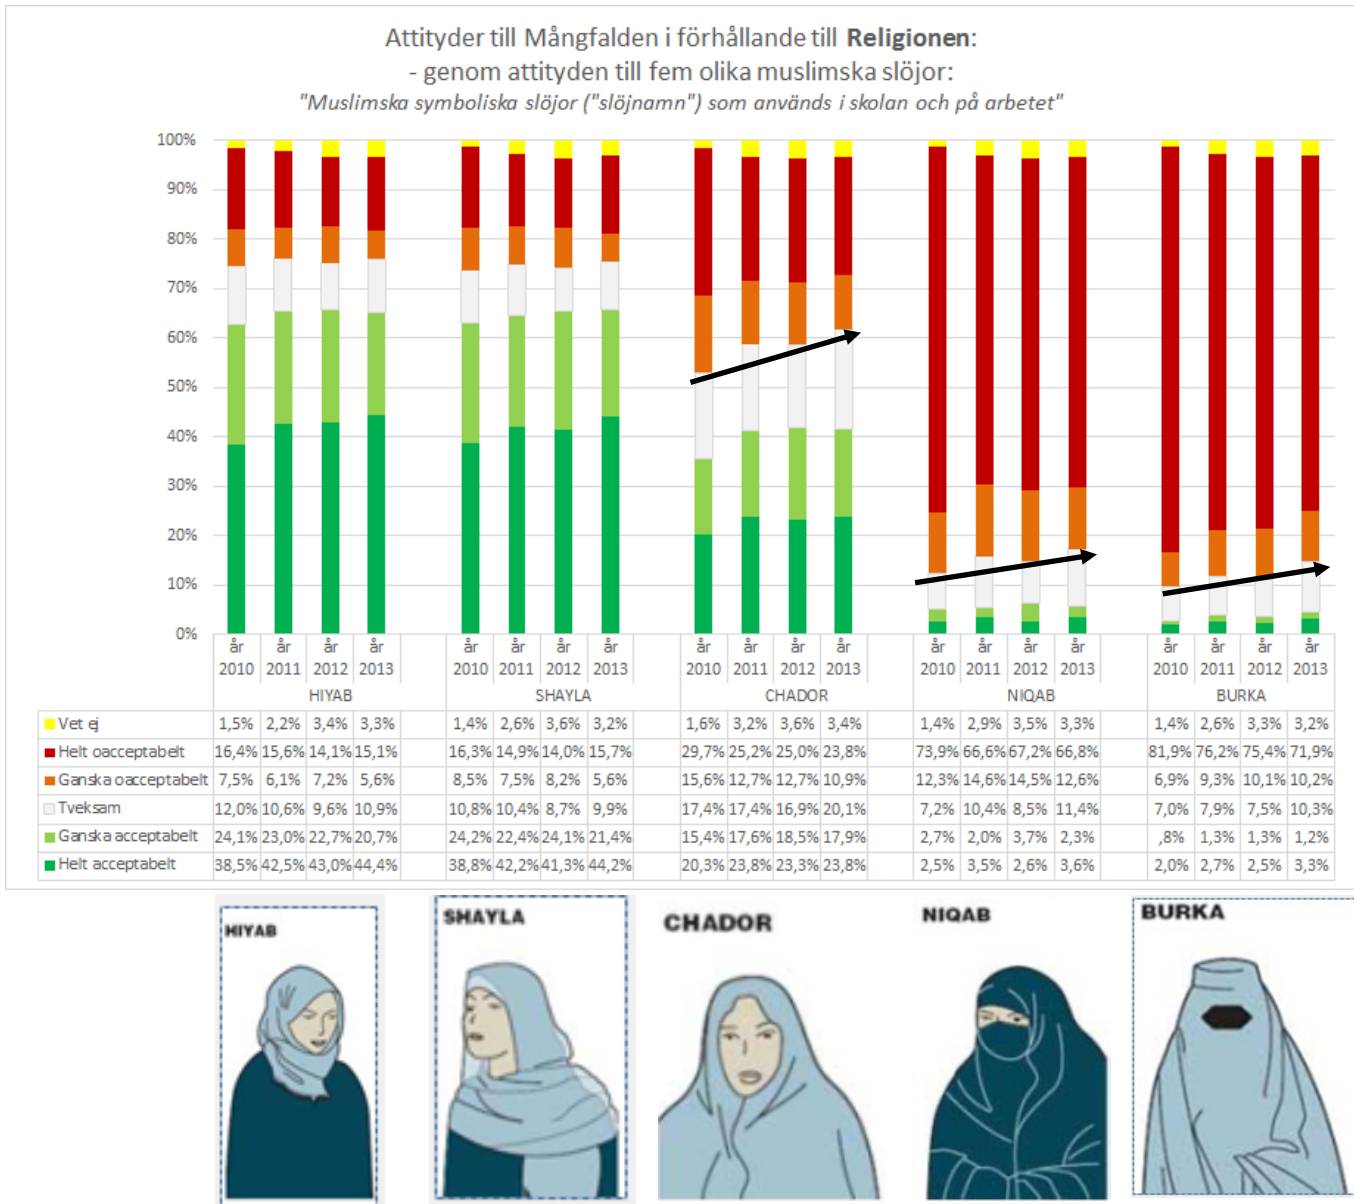 Attityder till Mångfalden i förhållande till Religionen:
- genom attityden till fem olika muslimska slöjor:
"Muslimska symboliska slöjor ("slöjnamn") som används i skolan och på arbetet"
100%
90%
80%
70%
60%
50%
40%
30%
20%
10%
0%
år år år år år år år år år år år år år år år år år år år år
2010 2011 2012 2013 2010 2011 2012 2013 2010 2011 2012 2013 2010 2011 2012 2013 2010 2011 2012 2013
HIYAB SHAYLA CHADOR NIQAB BURKA
Vet ej 1,5% 2,2% 3,4% 3,3% 1,4% 2,6% 3,6% 3,2% 1,6% 3,2% 3,6% 3,4% 1,4% 2,9% 3,5% 3,3% 1,4% 2,6% 3,3% 3,2%
Helt oacceptabelt 16,4% 15,6% 14,1% 15,1% 16,3% 14,9% 14,0% 15,7% 29,7% 25,2% 25,0% 23,8% 73,9% 66,6% 67,2% 66,8% 81,9% 76,2% 75,4% 71,9%
Ganska oacceptabelt 7,5% 6,1% 7,2% 5,6% 8,5% 7,5% 8,2% 5,6% 15,6% 12,7% 12,7% 10,9% 12,3% 14,6% 14,5% 12,6% 6,9% 9,3% 10,1% 10,2%
Tveksam 12,0% 10,6% 9,6% 10,9% 10,8% 10,4% 8,7% 9,9% 17,4% 17,4% 16,9% 20,1% 7,2% 10,4% 8,5% 11,4% 7,0% 7,9% 7,5% 10,3%
Ganska acceptabelt 24,1% 23,0% 22,7% 20,7% 24,2% 22,4% 24,1% 21,4% 15,4% 17,6% 18,5% 17,9% 2,7% 2,0% 3,7% 2,3% ,8% 1,3% 1,3% 1,2%
Helt acceptabelt 38,5% 42,5% 43,0% 44,4% 38,8% 42,2% 41,3% 44,2% 20,3% 23,8% 23,3% 23,8% 2,5% 3,5% 2,6% 3,6% 2,0% 2,7% 2,5% 3,3%
HIYAB SHAYLA CHADOR NIQAB BURKA